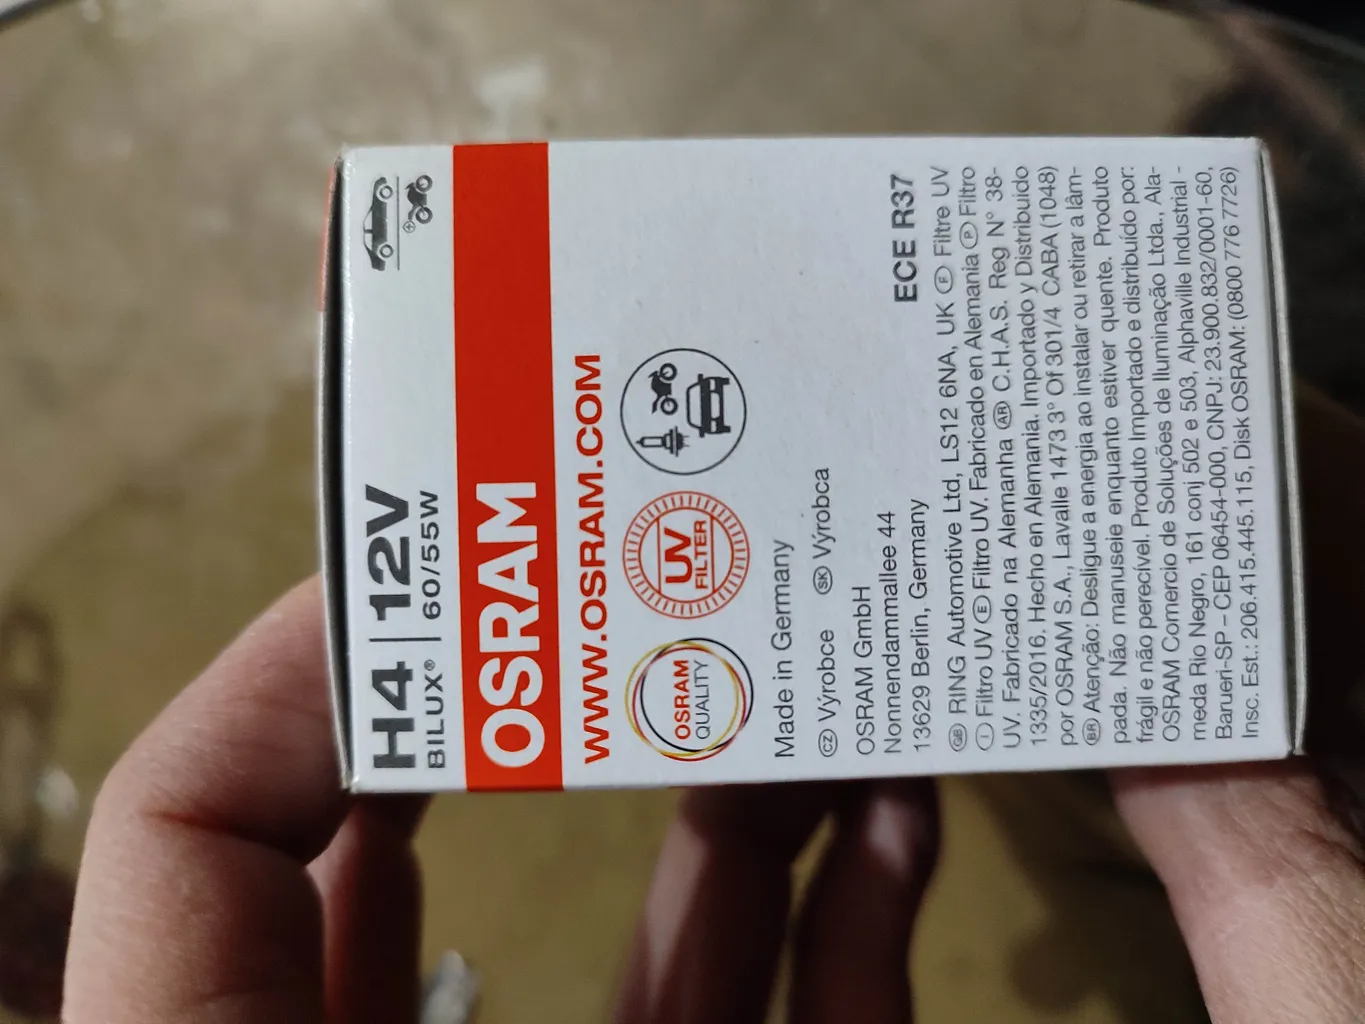 H4 | 12V
BILUX® 60/55W
OSRAM
WWW.OSRAM.COM
OSRAM
QUALITY
UV
FILTER
Made in Germany
CZ Výrobce SK Výrobca
OSRAM GmbH
Nonnendammallee 44
13629 Berlin, Germany
ECE R37
GB RING Automotive Ltd, LS12 6NA, UK F Filtre UV
I Filtro UV E Filtro UV. Fabricado en Alemania P Filtro
UV. Fabricado na Alemanha AR C.H.A.S. Reg N° 38-
1335/2016, Hecho en Alemania. Importado y Distribuido
por OSRAM S.A., Lavalle 1473 3° Of 301/4 CABA (1048)
BR Atenção: Desligue a energia ao instalar ou retirar a lâm-
pada. Não manuseie enquanto estiver quente. Produto
frágil e não perecível. Produto Importado e distribuído por:
OSRAM Comercio de Soluções de Iluminação Ltda., Ala-
meda Rio Negro, 161 conj 502 e 503, Alphaville Industrial -
Barueri-SP - CEP 06454-000, CNPJ: 23.900.832/0001-60,
Insc. Est.: 206.415.445.115, Disk OSRAM: (0800 776 7726)